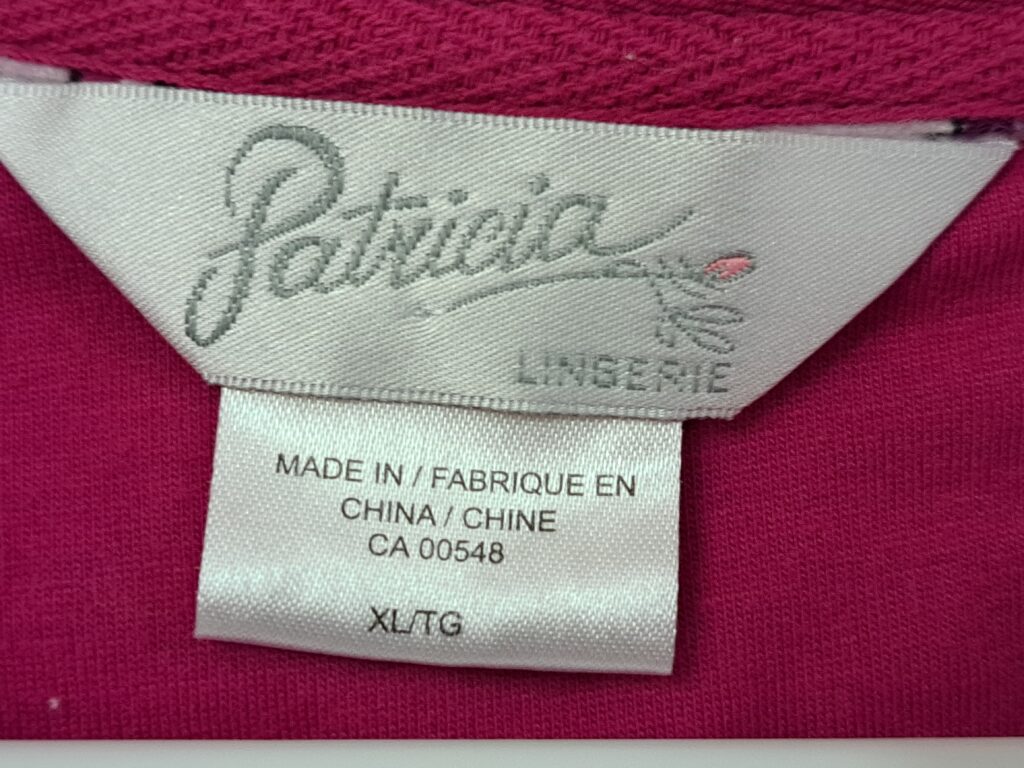 Patricia
LINGERIE
MADE IN / FABRIQUE EN
CHINA / CHINE
CA 00548
XL/TG